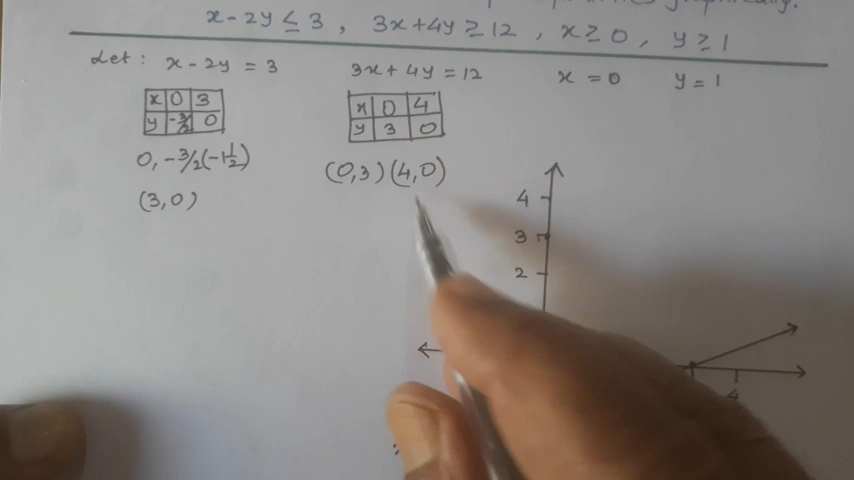 graphically.
x - 2y ≤ 3 , 3x + 4y ≥ 12 , x ≥ 0 , y ≥ 1
Let : x - 2y = 3 3x + 4y = 12 x = 0 y = 1
x 0 3
y -3/2 0
x 0 4
y 3 0
0, -3/2 (-1 1/2)
(0,3) (4,0)
(3,0)
4
3
2
4